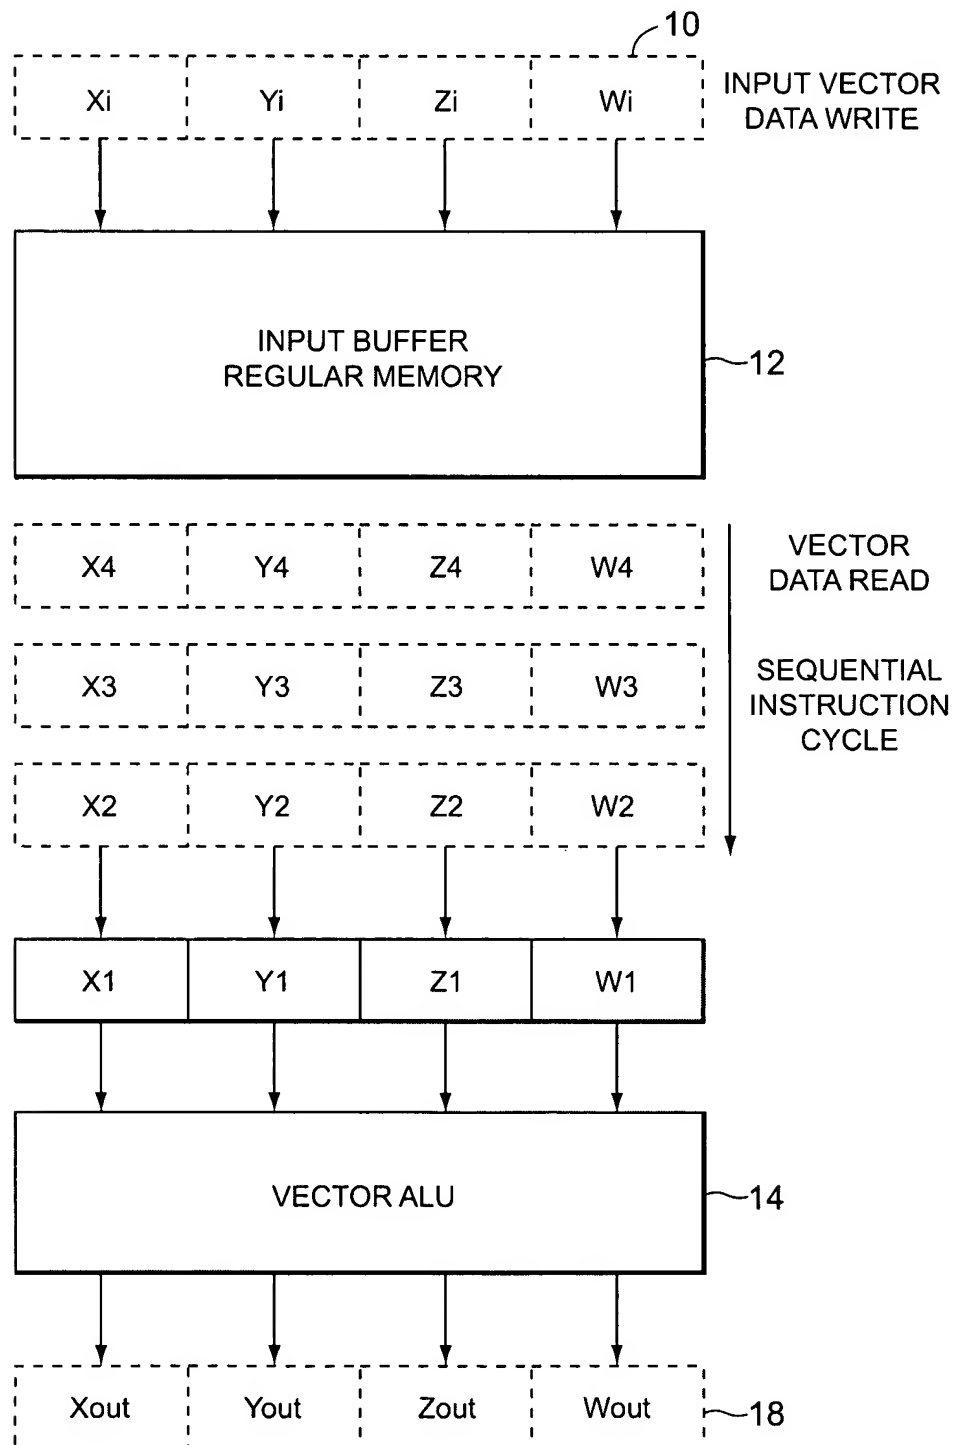 10
Xi Yi Zi Wi
INPUT VECTOR
DATA WRITE
INPUT BUFFER
REGULAR MEMORY
12
X4 Y4 Z4 W4
VECTOR
DATA READ
X3 Y3 Z3 W3
SEQUENTIAL
INSTRUCTION
CYCLE
X2 Y2 Z2 W2
X1 Y1 Z1 W1
VECTOR ALU
14
Xout Yout Zout Wout
18